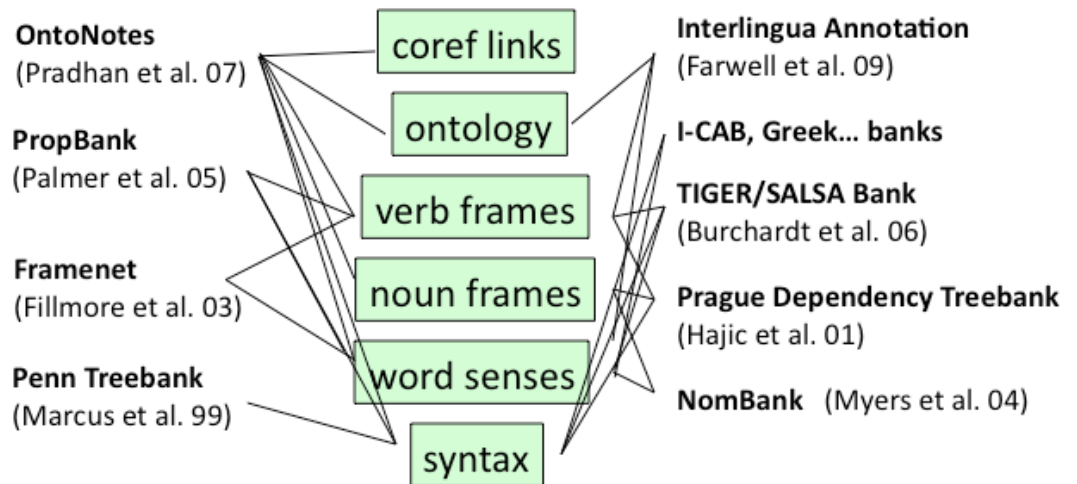 OntoNotes
(Pradhan et al. 07)
PropBank
(Palmer et al. 05)
Framenet
(Fillmore et al. 03)
Penn Treebank
(Marcus et al. 99)
coref links
ontology
verb frames
noun frames
word senses
syntax
Interlingua Annotation
(Farwell et al. 09)
I-CAB, Greek... banks
TIGER/SALSA Bank
(Burchardt et al. 06)
Prague Dependency Treebank
(Hajic et al. 01)
NomBank (Myers et al. 04)